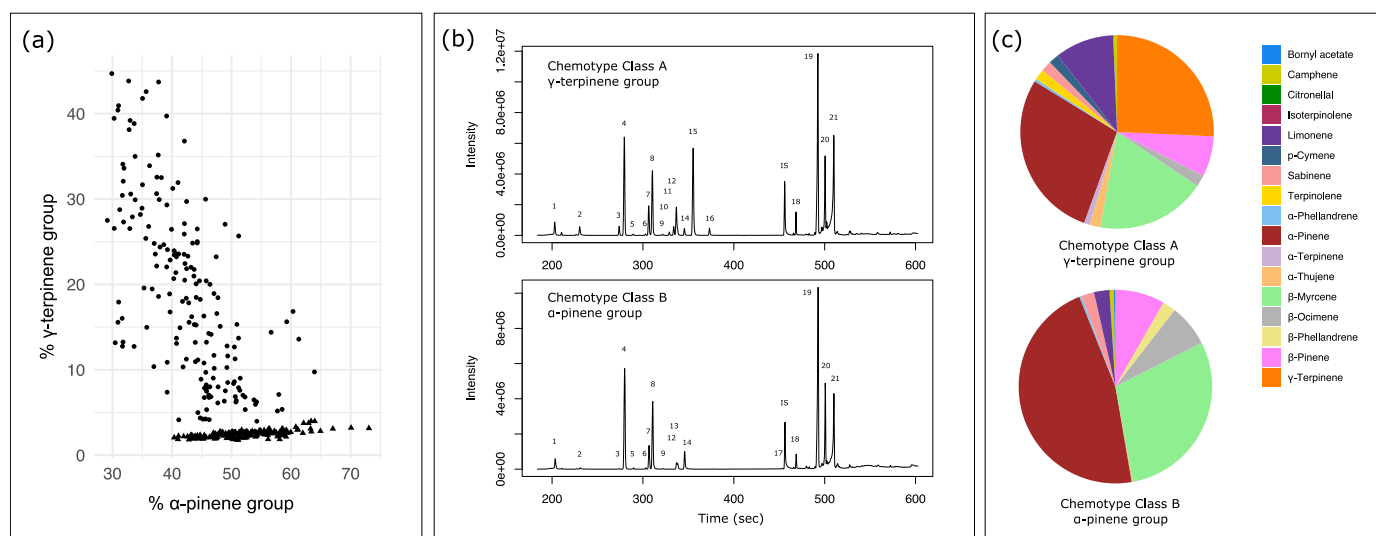 (a)
% γ-terpinene group
40
30
20
10
0
30 40 50 60 70
% α-pinene group
(b)
Chemotype Class A
γ-terpinene group
Intensity
1.2e+07
8.0e+06
4.0e+06
0.0e+00
1 2 3 4 5 6 7 8 9 10 11 12 14 15 16 IS 18 19 20 21
200 300 400 500 600
Chemotype Class B
α-pinene group
Intensity
8e+06
4e+06
0e+00
1 2 3 4 5 6 7 8 9 12 13 14 17 IS 18 19 20 21
200 300 400 500 600
Time (sec)
(c)
Chemotype Class A
γ-terpinene group
Chemotype Class B
α-pinene group
Bornyl acetate
Camphene
Citronellal
Isoterpinolene
Limonene
p-Cymene
Sabinene
Terpinolene
α-Phellandrene
α-Pinene
α-Terpinene
α-Thujene
β-Myrcene
β-Ocimene
β-Phellandrene
β-Pinene
γ-Terpinene